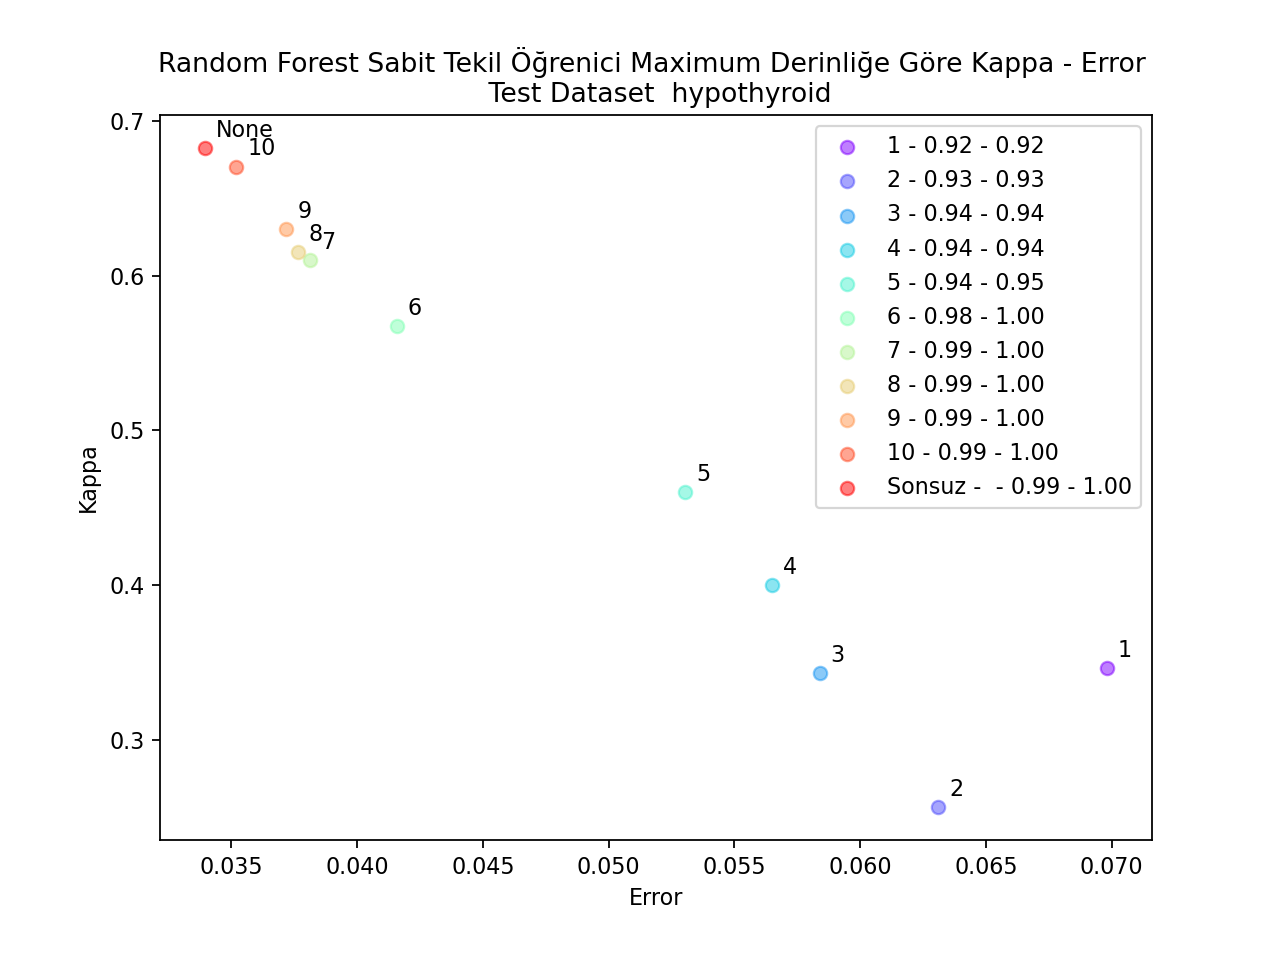 Random Forest Sabit Tekil Öğrenici Maximum Derinliğe Göre Kappa - Error
Test Dataset  hypothyroid
0.7
0.6
0.5
0.4
0.3
Kappa
None
10
9
8
7
6
5
4
3
2
1
1 - 0.92 - 0.92
2 - 0.93 - 0.93
3 - 0.94 - 0.94
4 - 0.94 - 0.94
5 - 0.94 - 0.95
6 - 0.98 - 1.00
7 - 0.99 - 1.00
8 - 0.99 - 1.00
9 - 0.99 - 1.00
10 - 0.99 - 1.00
Sonsuz -  - 0.99 - 1.00
0.035 0.040 0.045 0.050 0.055 0.060 0.065 0.070
Error